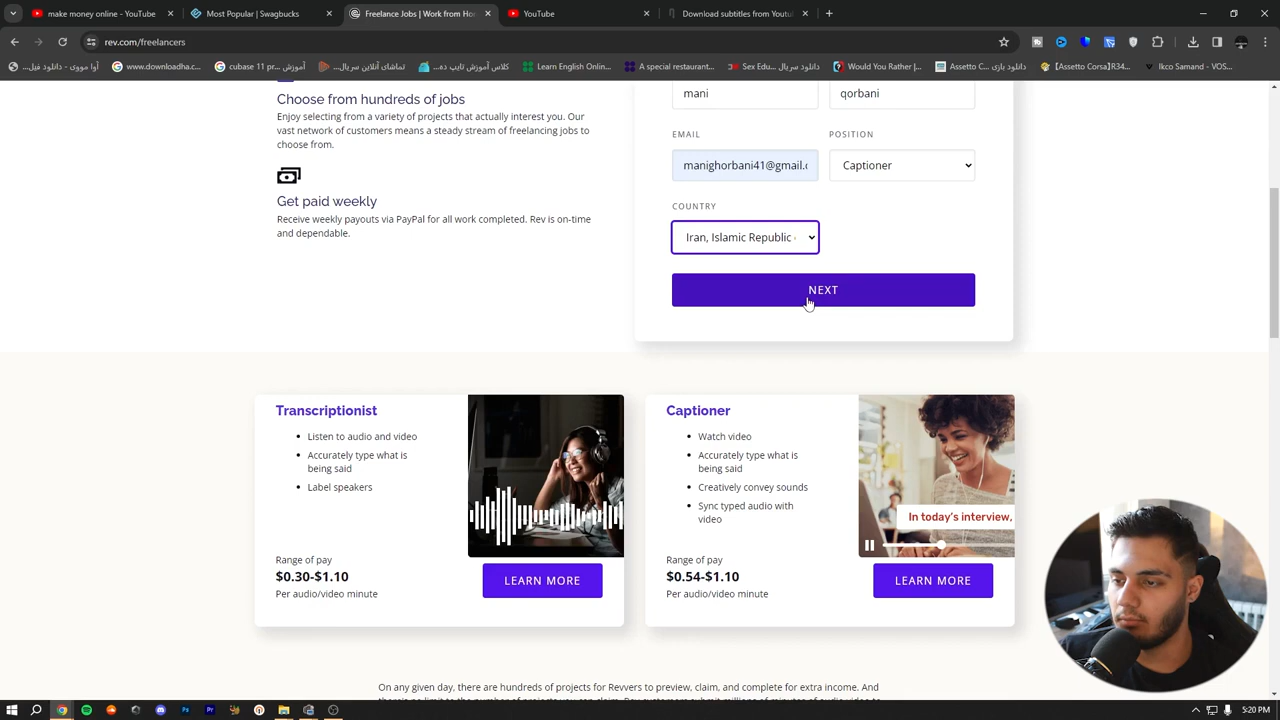 make money online - YouTube
Most Popular | Swagbucks
Freelance Jobs | Work from Hom
YouTube
Download subtitles from Youtub
rev.com/freelancers
آوا مووی - دانلود فیل...
www.downloadha...
آموزش cubase 11 pr...
تماشای آنلاین سریال...
کلاس آموزش تایپ ده...
Learn English Onlin...
A special restaurant...
دانلود سریال Sex Edu...
Would You Rather |...
دانلود بازی Assetto C...
【Assetto Corsa】R34...
Ikco Samand - VOS...
Choose from hundreds of jobs
Enjoy selecting from a variety of projects that actually interest you. Our
vast network of customers means a steady stream of freelancing jobs to
choose from.
Get paid weekly
Receive weekly payouts via PayPal for all work completed. Rev is on-time
and dependable.
mani
qorbani
EMAIL
POSITION
manighorbani41@gmail.c
Captioner
COUNTRY
Iran, Islamic Republic
NEXT
Transcriptionist
• Listen to audio and video
• Accurately type what is
being said
• Label speakers
Range of pay
$0.30-$1.10
Per audio/video minute
LEARN MORE
Captioner
• Watch video
• Accurately type what is
being said
• Creatively convey sounds
• Sync typed audio with
video
In today's interview,
Range of pay
$0.54-$1.10
Per audio/video minute
LEARN MORE
On any given day, there are hundreds of projects for Revvers to preview, claim, and complete for extra income. And
5:20 PM